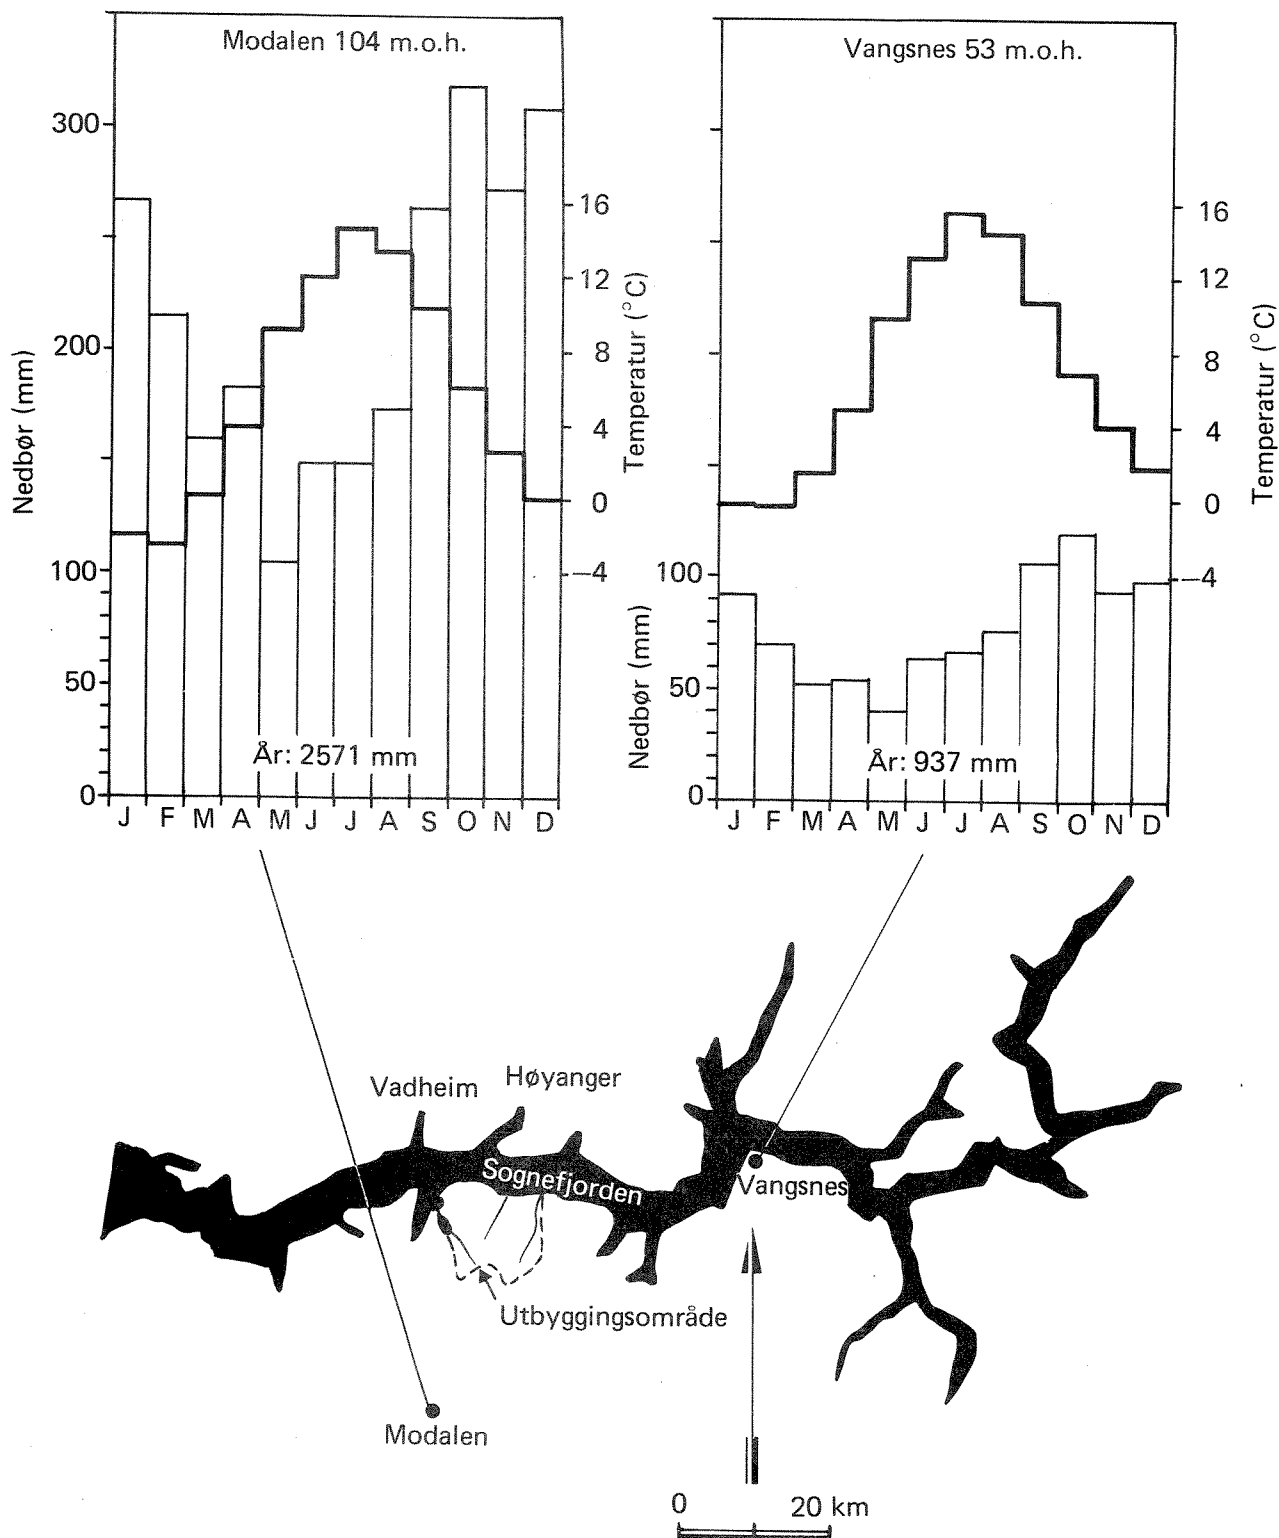 Modalen 104 m.o.h.
300
200
100
50
0
Nedbør (mm)
16
12
8
4
0
−4
Temperatur (°C)
År: 2571 mm
J F M A M J J A S O N D
Vangsnes 53 m.o.h.
100
50
0
Nedbør (mm)
16
12
8
4
0
−4
Temperatur (°C)
År: 937 mm
J F M A M J J A S O N D
Vadheim
Høyanger
Sognefjorden
Vangsnes
Utbyggingsområde
Modalen
0 20 km